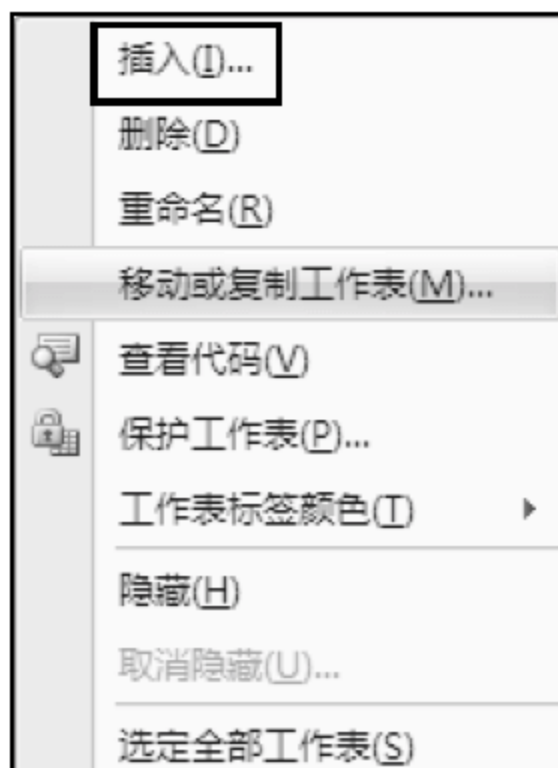 插入(I)...
删除(D)
重命名(R)
移动或复制工作表(M)...
查看代码(V)
保护工作表(P)...
工作表标签颜色(T)
隐藏(H)
取消隐藏(U)...
选定全部工作表(S)